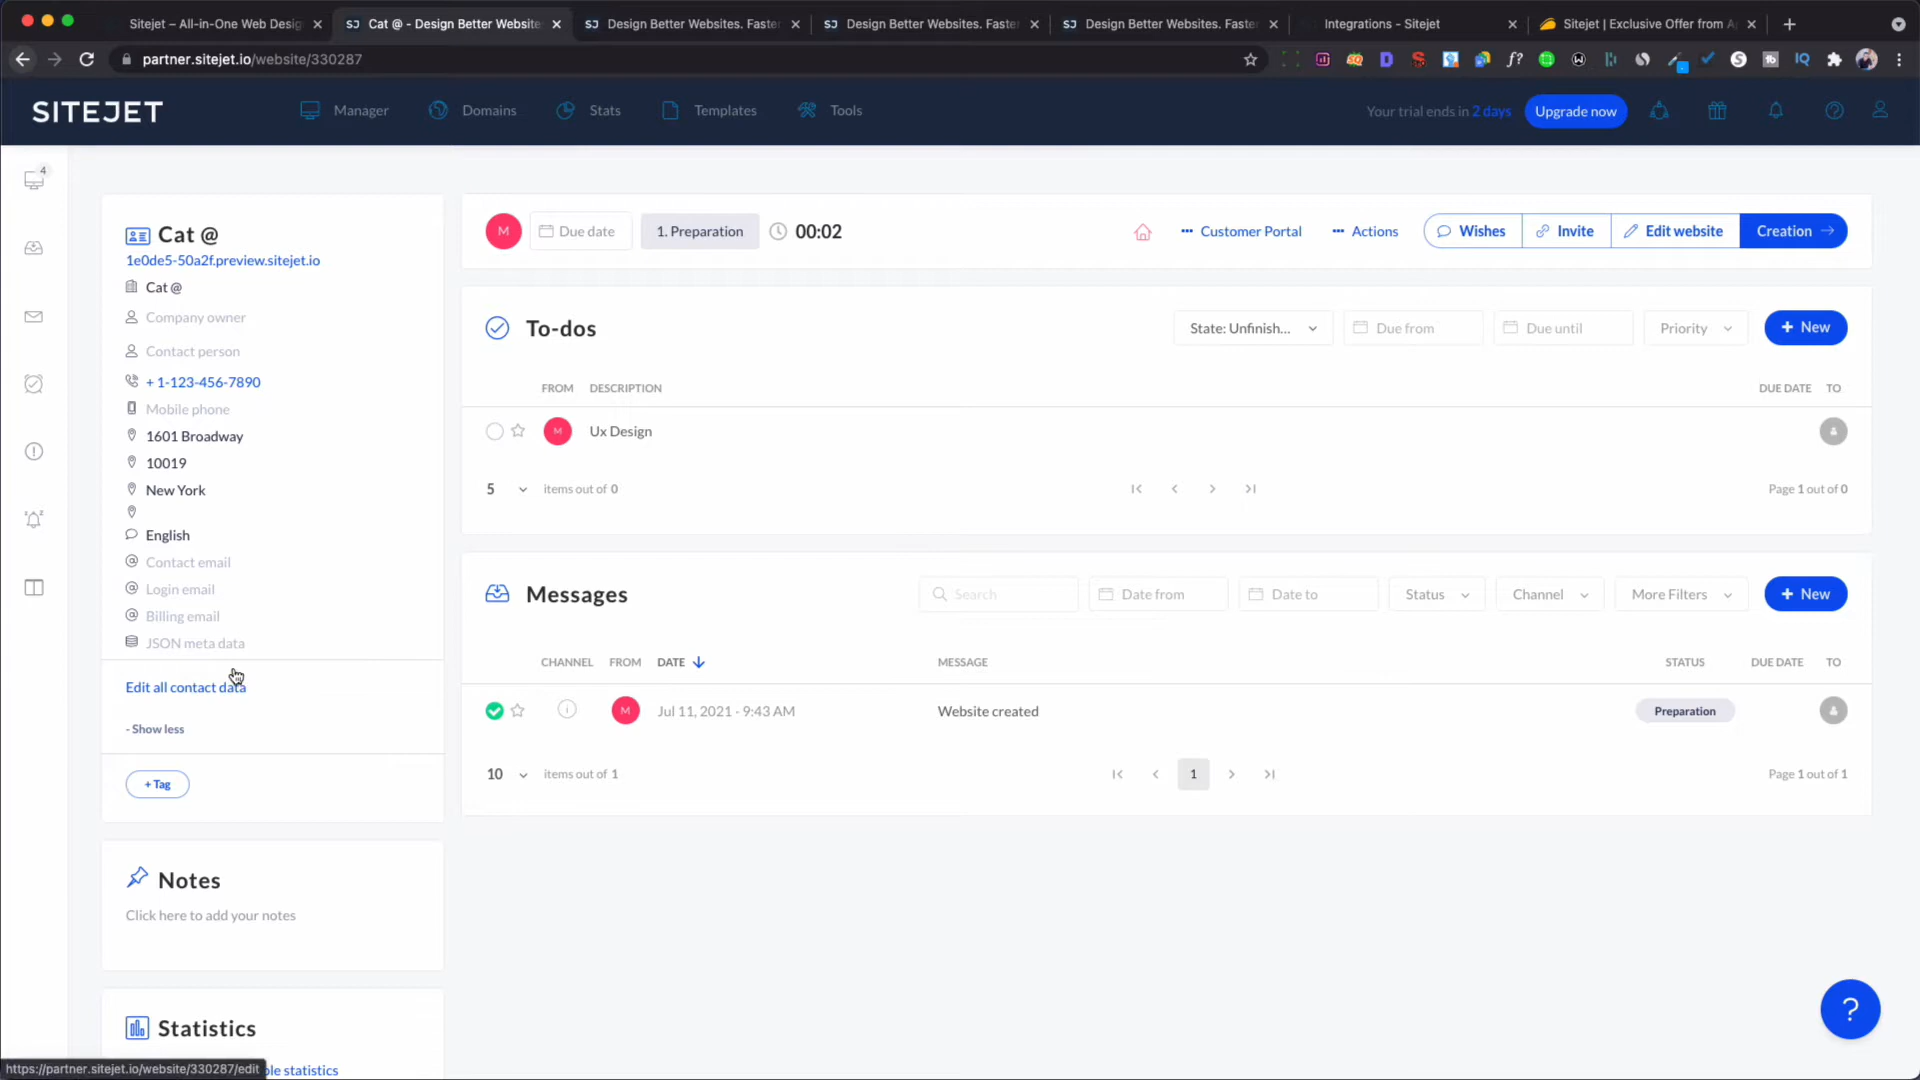 Sitejet – All-in-One Web Desig
Cat @ - Design Better Website
Design Better Websites. Faste
Design Better Websites. Faste
Design Better Websites. Faste
Integrations - Sitejet
Sitejet | Exclusive Offer from A
partner.sitejet.io/website/330287
SITEJET
Manager
Domains
Stats
Templates
Tools
Your trial ends in 2 days
Upgrade now
4
Cat @
1e0de5-50a2f.preview.sitejet.io
Cat @
Company owner
Contact person
+ 1-123-456-7890
Mobile phone
1601 Broadway
10019
New York
English
Contact email
Login email
Billing email
JSON meta data
Edit all contact data
- Show less
+ Tag
Notes
Click here to add your notes
Statistics
ble statistics
https://partner.sitejet.io/website/330287/edit
M
Due date
1. Preparation
00:02
Customer Portal
Actions
Wishes
Invite
Edit website
Creation
To-dos
State: Unfinish...
Due from
Due until
Priority
+ New
FROM DESCRIPTION DUE DATE TO
M Ux Design
5 items out of 0
Page 1 out of 0
Messages
Search
Date from
Date to
Status
Channel
More Filters
+ New
CHANNEL FROM DATE MESSAGE STATUS DUE DATE TO
M Jul 11, 2021 - 9:43 AM Website created Preparation
10 items out of 1
1
Page 1 out of 1
?